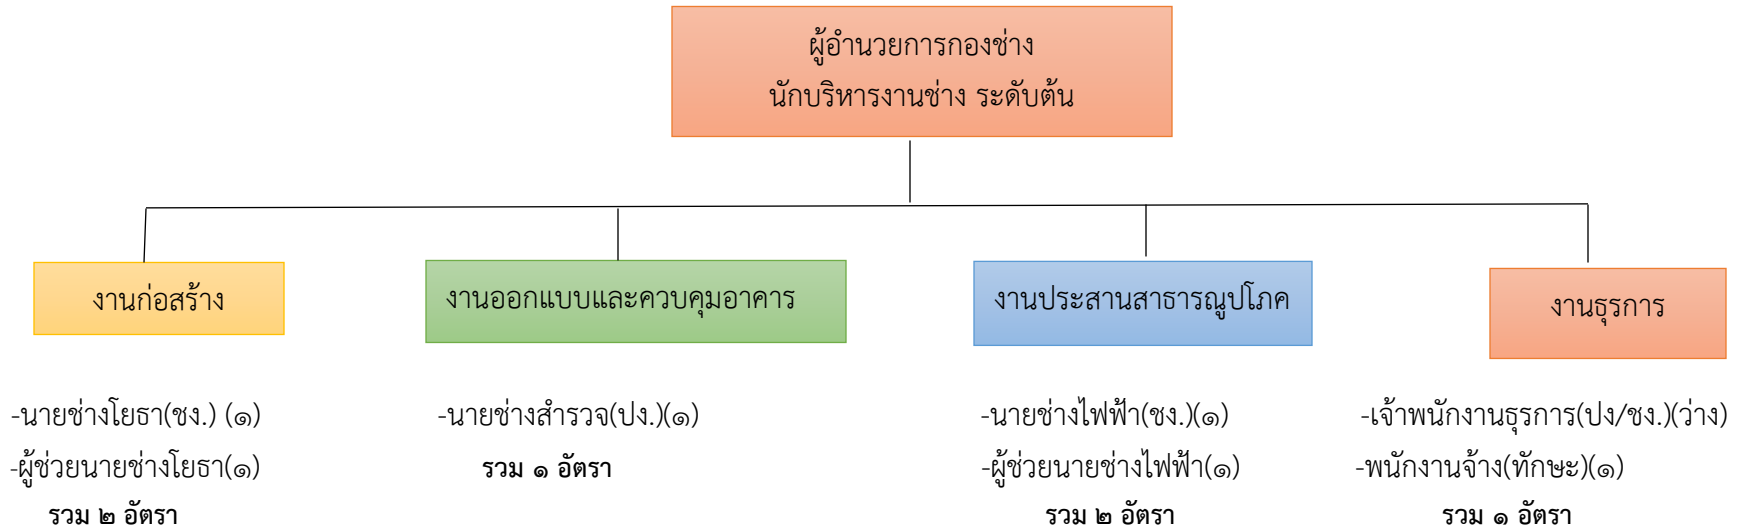 ผู้อำนวยการกองช่าง
นักบริหารงานช่าง ระดับต้น
งานก่อสร้าง
-นายช่างโยธา(ชง.) (๑)
-ผู้ช่วยนายช่างโยธา(๑)
รวม ๒ อัตรา
งานออกแบบและควบคุมอาคาร
-นายช่างสำรวจ(ปง.)(๑)
รวม ๑ อัตรา
งานประสานสาธารณูปโภค
-นายช่างไฟฟ้า(ชง.)(๑)
-ผู้ช่วยนายช่างไฟฟ้า(๑)
รวม ๒ อัตรา
งานธุรการ
-เจ้าพนักงานธุรการ(ปง/ชง.)(ว่าง)
-พนักงานจ้าง(ทักษะ)(๑)
รวม ๑ อัตรา